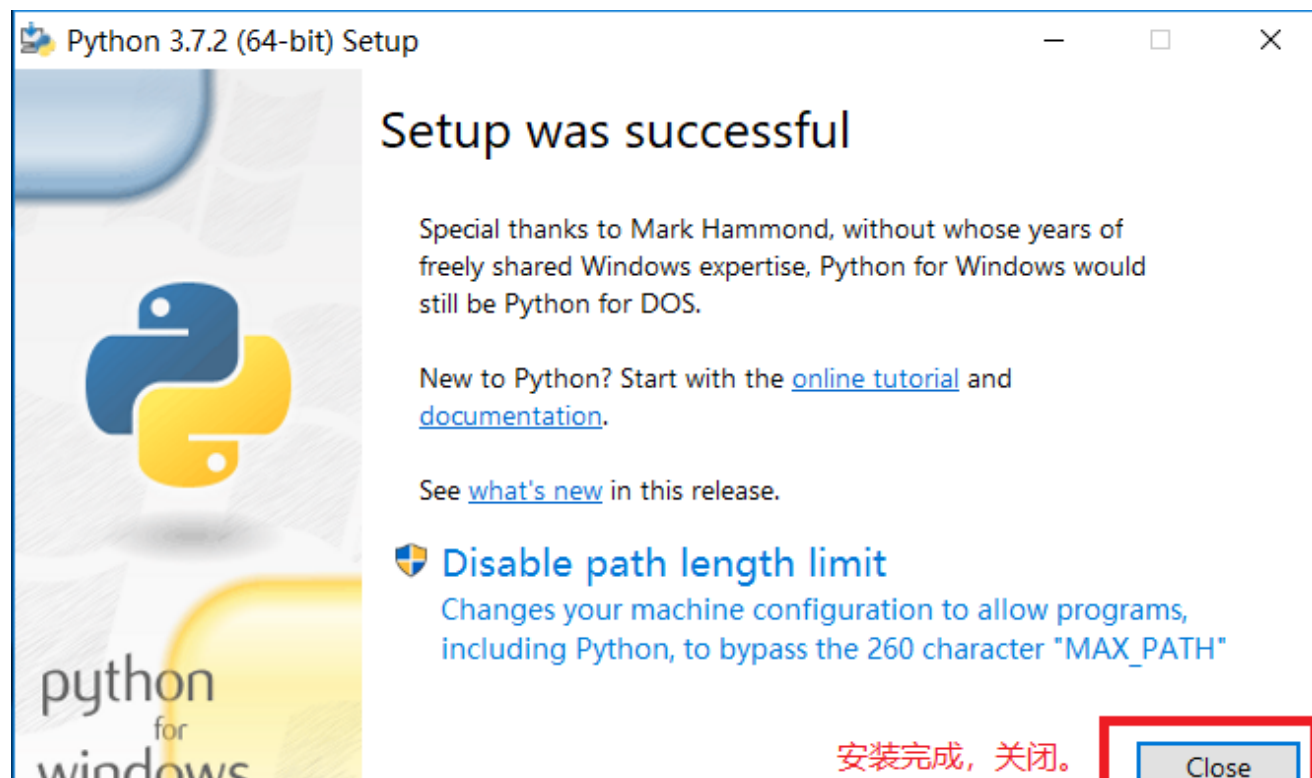 Python 3.7.2 (64-bit) Setup
Setup was successful
Special thanks to Mark Hammond, without whose years of
freely shared Windows expertise, Python for Windows would
still be Python for DOS.
New to Python? Start with the online tutorial and
documentation.
See what's new in this release.
Disable path length limit
Changes your machine configuration to allow programs,
including Python, to bypass the 260 character "MAX_PATH"
python
for
windows
安装完成，关闭。
Close